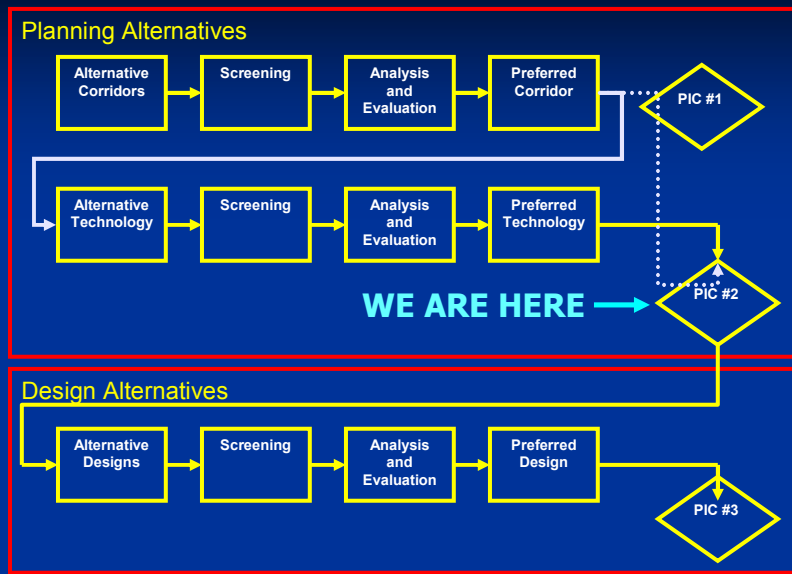 Planning Alternatives
Alternative
Corridors
Screening
Analysis
and
Evaluation
Preferred
Corridor
PIC #1
Alternative
Technology
Screening
Analysis
and
Evaluation
Preferred
Technology
WE ARE HERE
PIC #2
Design Alternatives
Alternative
Designs
Screening
Analysis
and
Evaluation
Preferred
Design
PIC #3